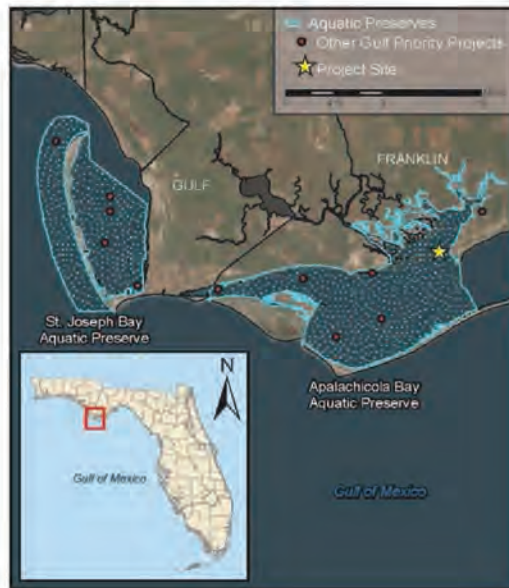 Aquatic Preserves
Other Gulf Priority Projects
Project Site
FRANKLIN
GULF
St. Joseph Bay
Aquatic Preserve
Apalachicola Bay
Aquatic Preserve
N
Gulf of Mexico
Gulf of Mexico